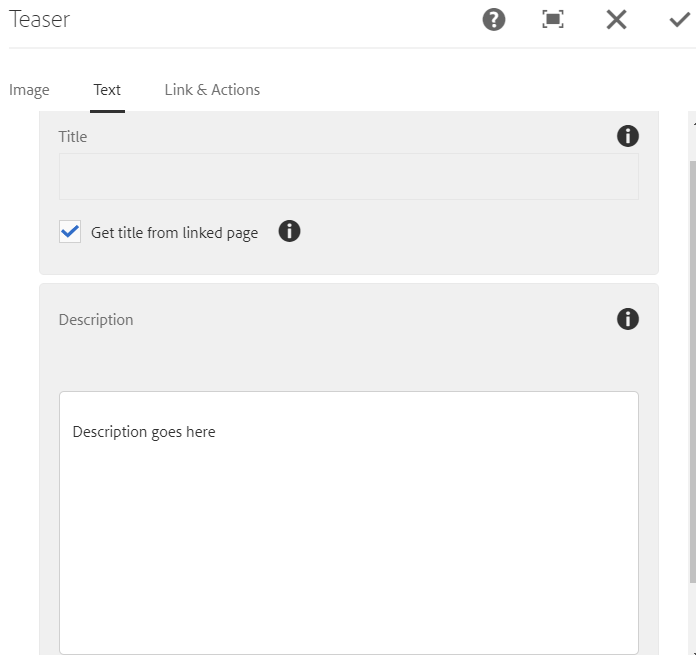 Teaser
Image Text Link & Actions
Title
Get title from linked page
Description
Description goes here